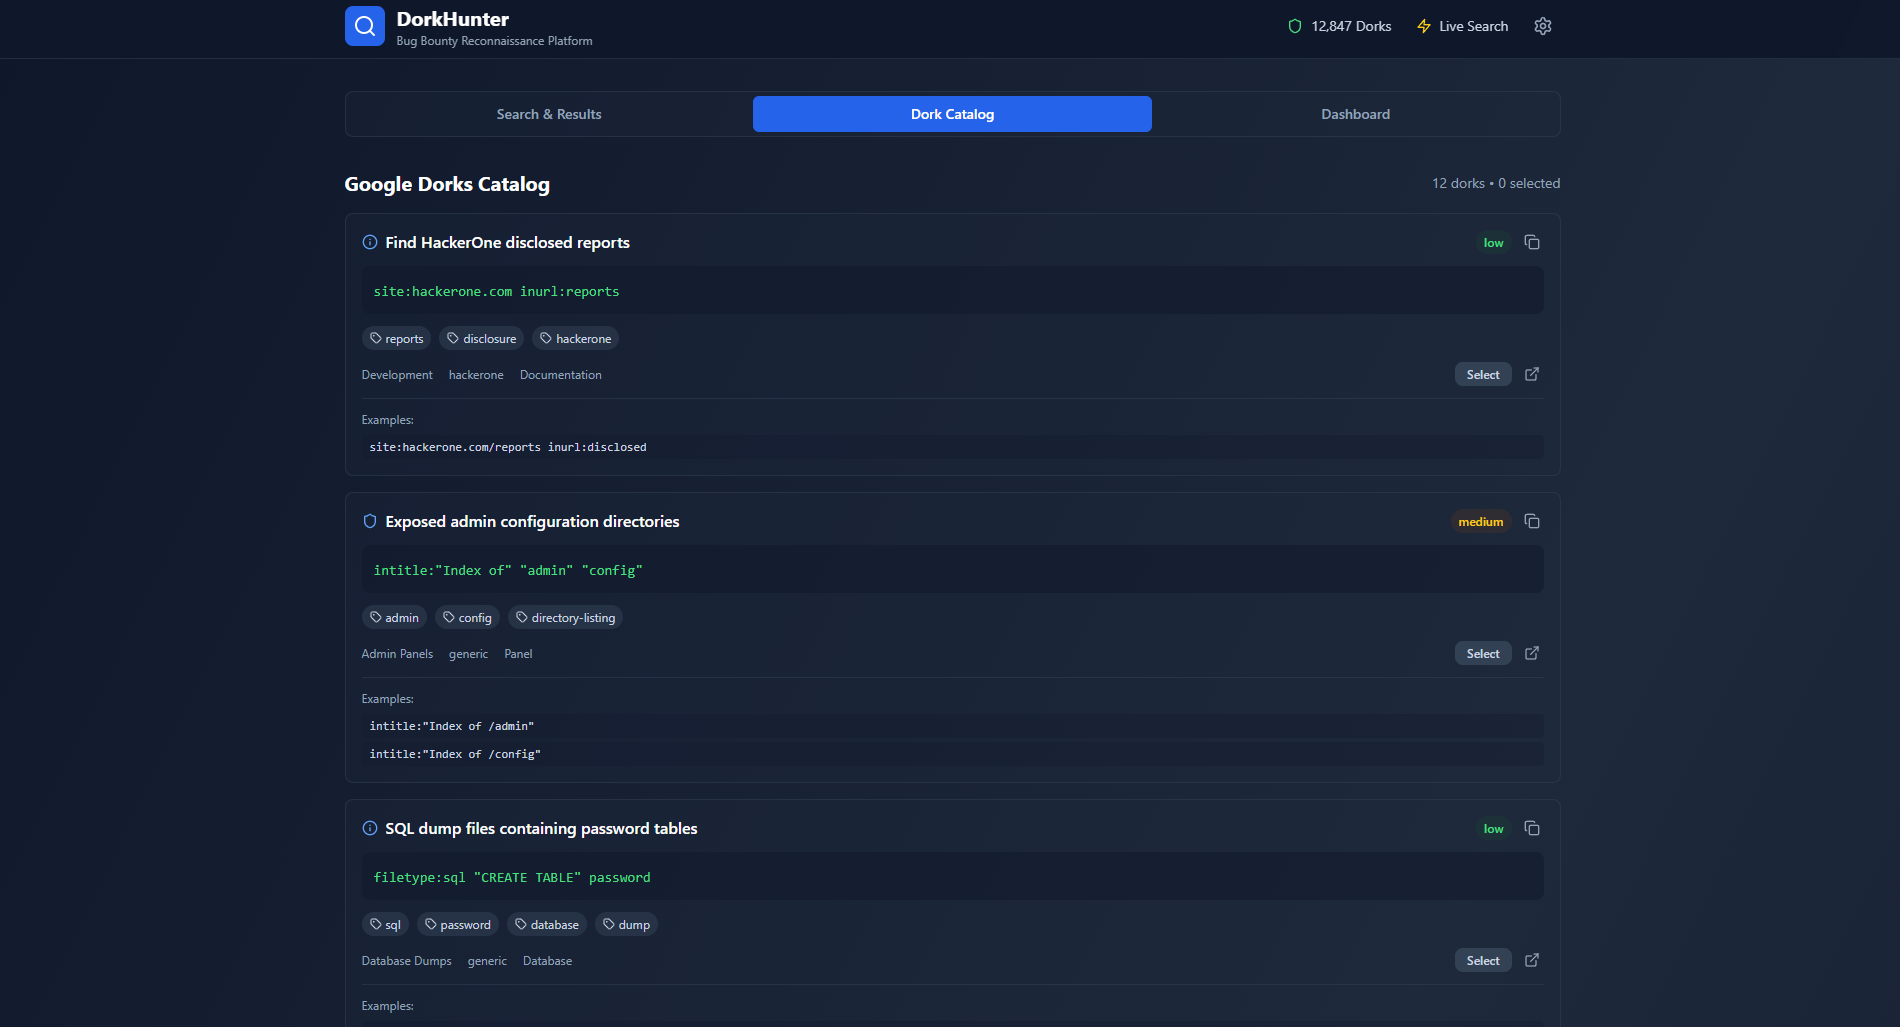 DorkHunter
Bug Bounty Reconnaissance Platform
12,847 Dorks
Live Search
Search & Results
Dork Catalog
Dashboard
Google Dorks Catalog
12 dorks • 0 selected
Find HackerOne disclosed reports
low
site:hackerone.com inurl:reports
reports disclosure hackerone
Development hackerone Documentation
Select
Examples:
site:hackerone.com/reports inurl:disclosed
Exposed admin configuration directories
medium
intitle:"Index of" "admin" "config"
admin config directory-listing
Admin Panels generic Panel
Select
Examples:
intitle:"Index of /admin"
intitle:"Index of /config"
SQL dump files containing password tables
low
filetype:sql "CREATE TABLE" password
sql password database dump
Database Dumps generic Database
Select
Examples: